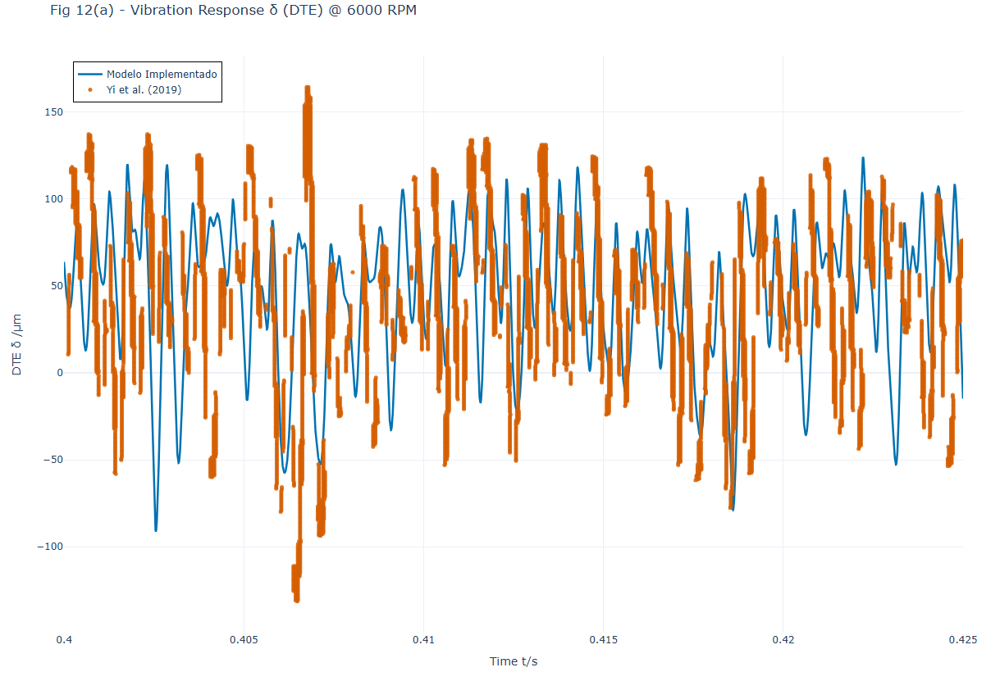 Fig 12(a) - Vibration Response δ (DTE) @ 6000 RPM
Modelo Implementado
Yi et al. (2019)
150
100
50
0
−50
−100
DTE δ /μm
0.4
0.405
0.41
0.415
0.42
0.425
Time t/s